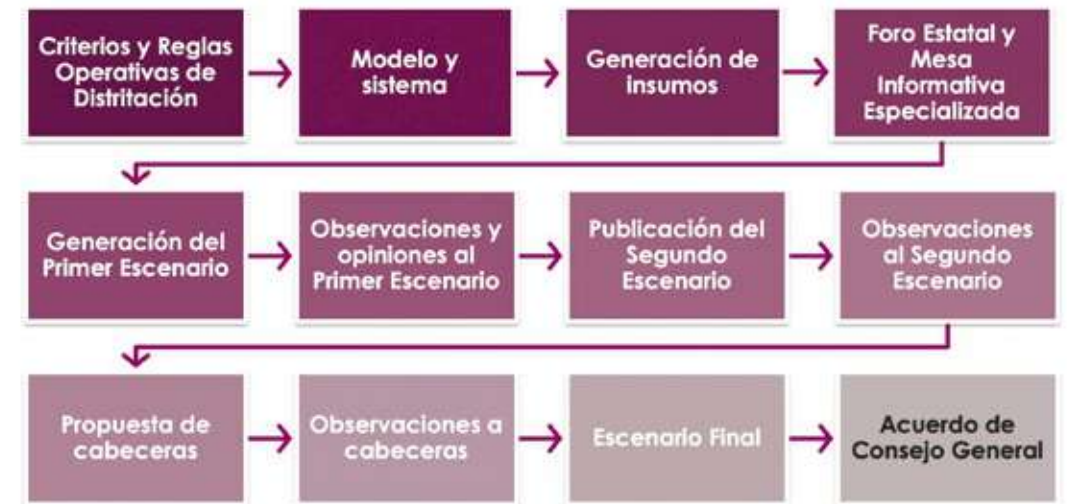 Criterios y Reglas
Operativas de
Distritación
Modelo y
sistema
Generación de
insumos
Foro Estatal y
Mesa
Informativa
Especializada
Generación del
Primer Escenario
Observaciones y
opiniones al
Primer Escenario
Publicación del
Segundo
Escenario
Observaciones
al Segundo
Escenario
Propuesta de
cabeceras
Observaciones a
cabeceras
Escenario Final
Acuerdo de
Consejo General